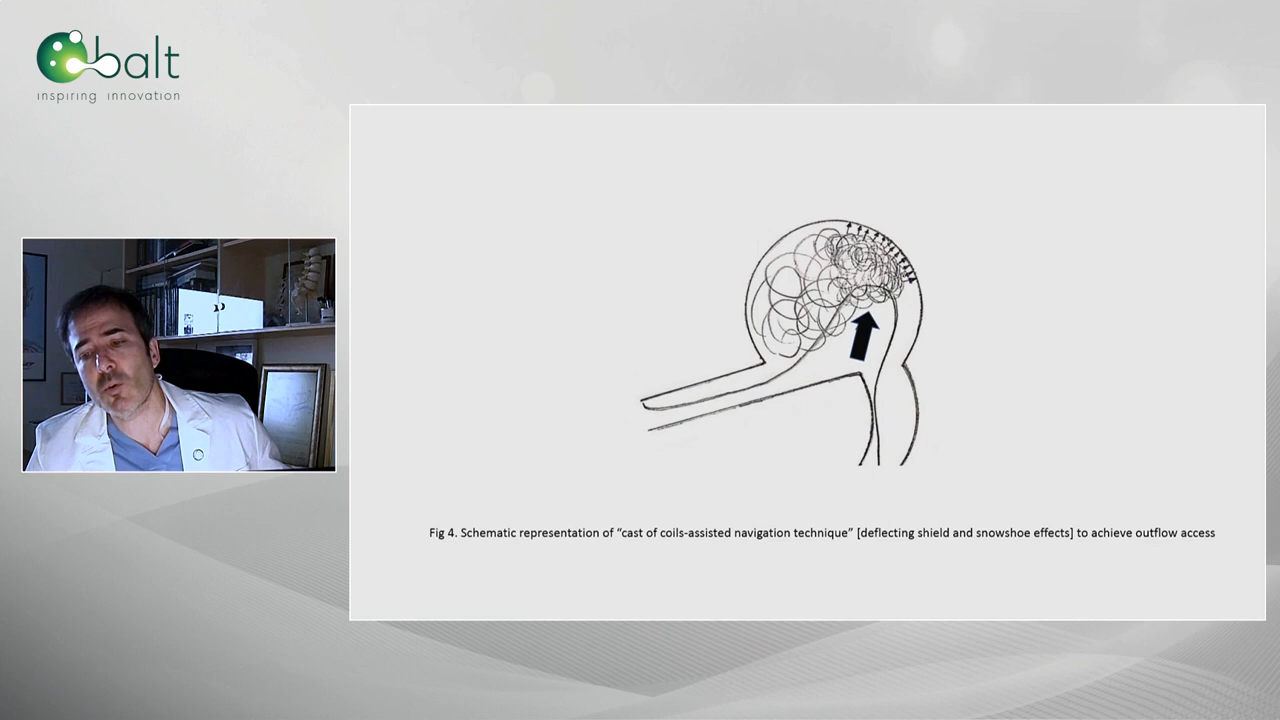 balt
inspiring innovation
Fig 4. Schematic representation of “cast of coils-assisted navigation technique” [deflecting shield and snowshoe effects] to achieve outflow access